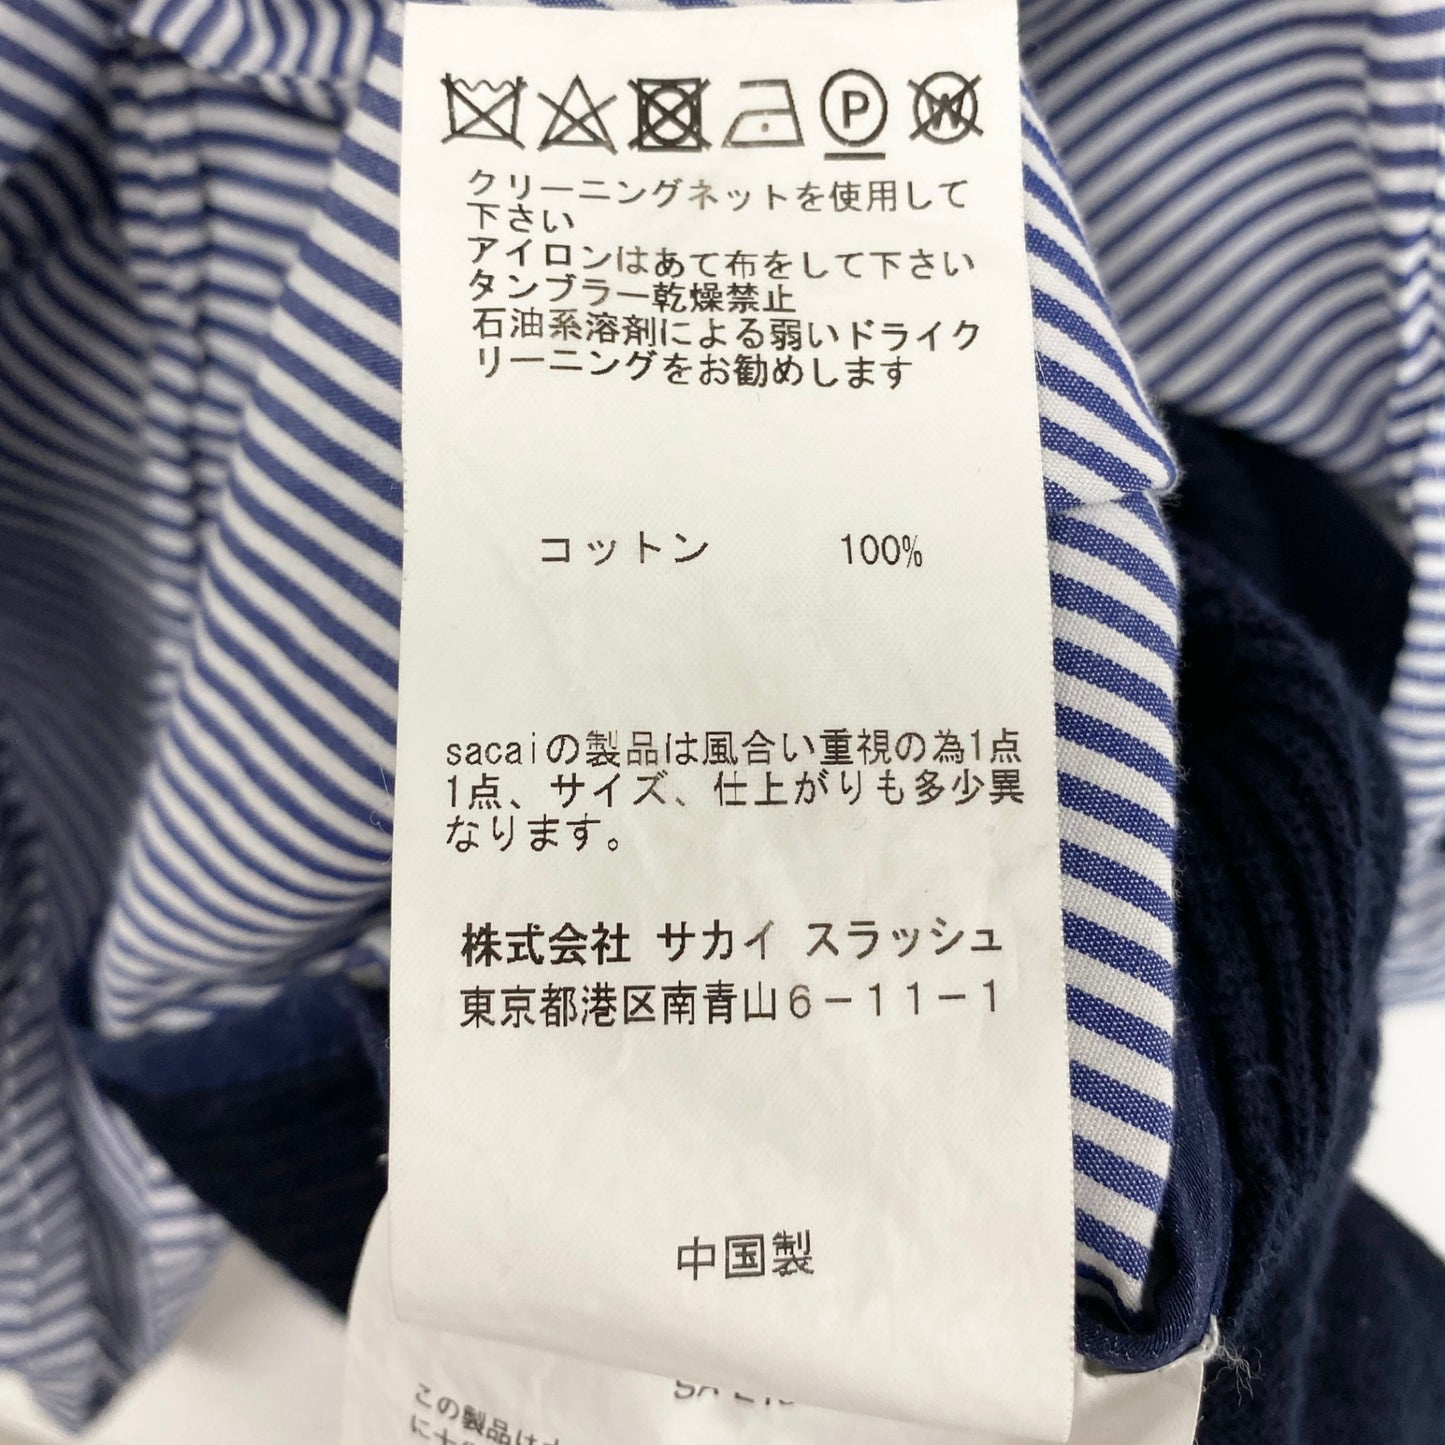 P W
クリーニングネットを使用して
下さい
アイロンはあて布をして下さい
タンブラー乾燥禁止
石油系溶剤による弱いドライク
リーニングをお勧めします
コットン 100%
sacaiの製品は風合い重視の為1点
1点、サイズ、仕上がりも多少異
なります。
株式会社 サカイ スラッシュ
東京都港区南青山6-11-1
中国製
この製品は